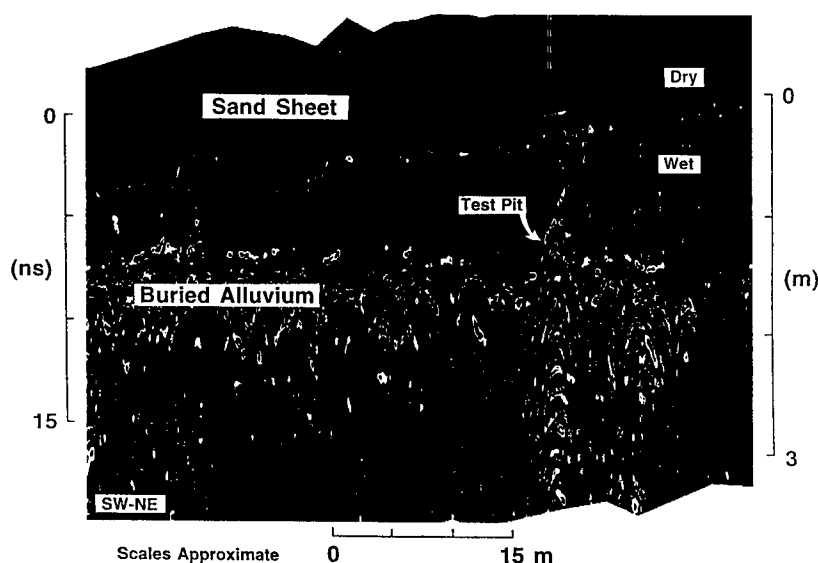 Dry
0
Sand Sheet
0
Wet
Test Pit
(ns)
(m)
Buried Alluvium
15
3
SW-NE
Scales Approximate 0 15 m